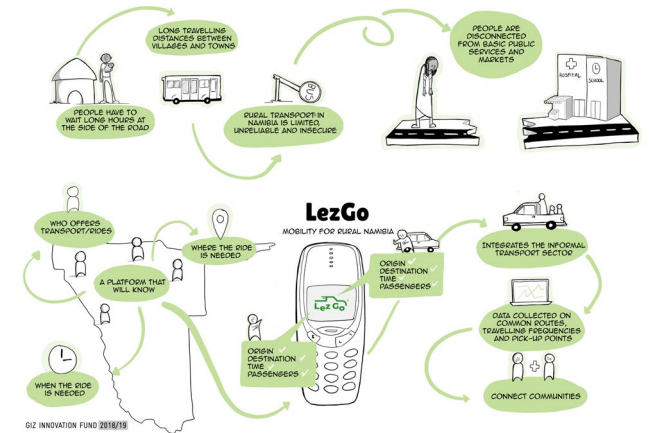 LONG TRAVELLING
DISTANCES BETWEEN
VILLAGES AND TOWNS
PEOPLE HAVE TO
WAIT LONG HOURS AT
THE SIDE OF THE ROAD
BUS
RURAL TRANSPORT IN
NAMIBIA IS LIMITED,
UNRELIABLE AND INSECURE
PEOPLE ARE
DISCONNECTED
FROM BASIC PUBLIC
SERVICES AND
MARKETS
HOSPITAL
SCHOOL
WHO OFFERS
TRANSPORT/RIDES
WHERE THE RIDE
IS NEEDED
A PLATFORM THAT
WILL KNOW
WHEN THE RIDE
IS NEEDED
LezGo
MOBILITY FOR RURAL NAMIBIA
ORIGIN ✓
DESTINATION ✓
TIME ✓
PASSENGERS ✓
Lez Go
ORIGIN ✓
DESTINATION ✓
TIME ✓
PASSENGERS ✓
INTEGRATES THE INFORMAL
TRANSPORT SECTOR
DATA COLLECTED ON
COMMON ROUTES,
TRAVELLING FREQUENCIES
AND PICK-UP POINTS
CONNECT COMMUNITIES
GIZ INNOVATION FUND 2018/19